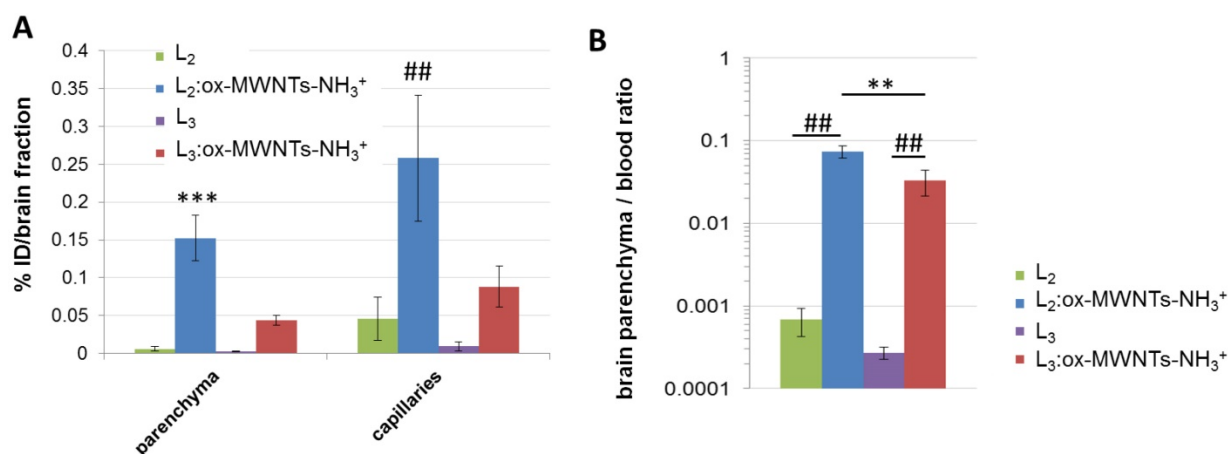 A
L₂
L₂:ox-MWNTs-NH₃⁺
L₃
L₃:ox-MWNTs-NH₃⁺
% ID/brain fraction
0.4
0.35
0.3
0.25
0.2
0.15
0.1
0.05
0
***
##
parenchyma
capillaries
B
brain parenchyma / blood ratio
1
0.1
0.01
0.001
0.0001
**
##
##
L₂
L₂:ox-MWNTs-NH₃⁺
L₃
L₃:ox-MWNTs-NH₃⁺